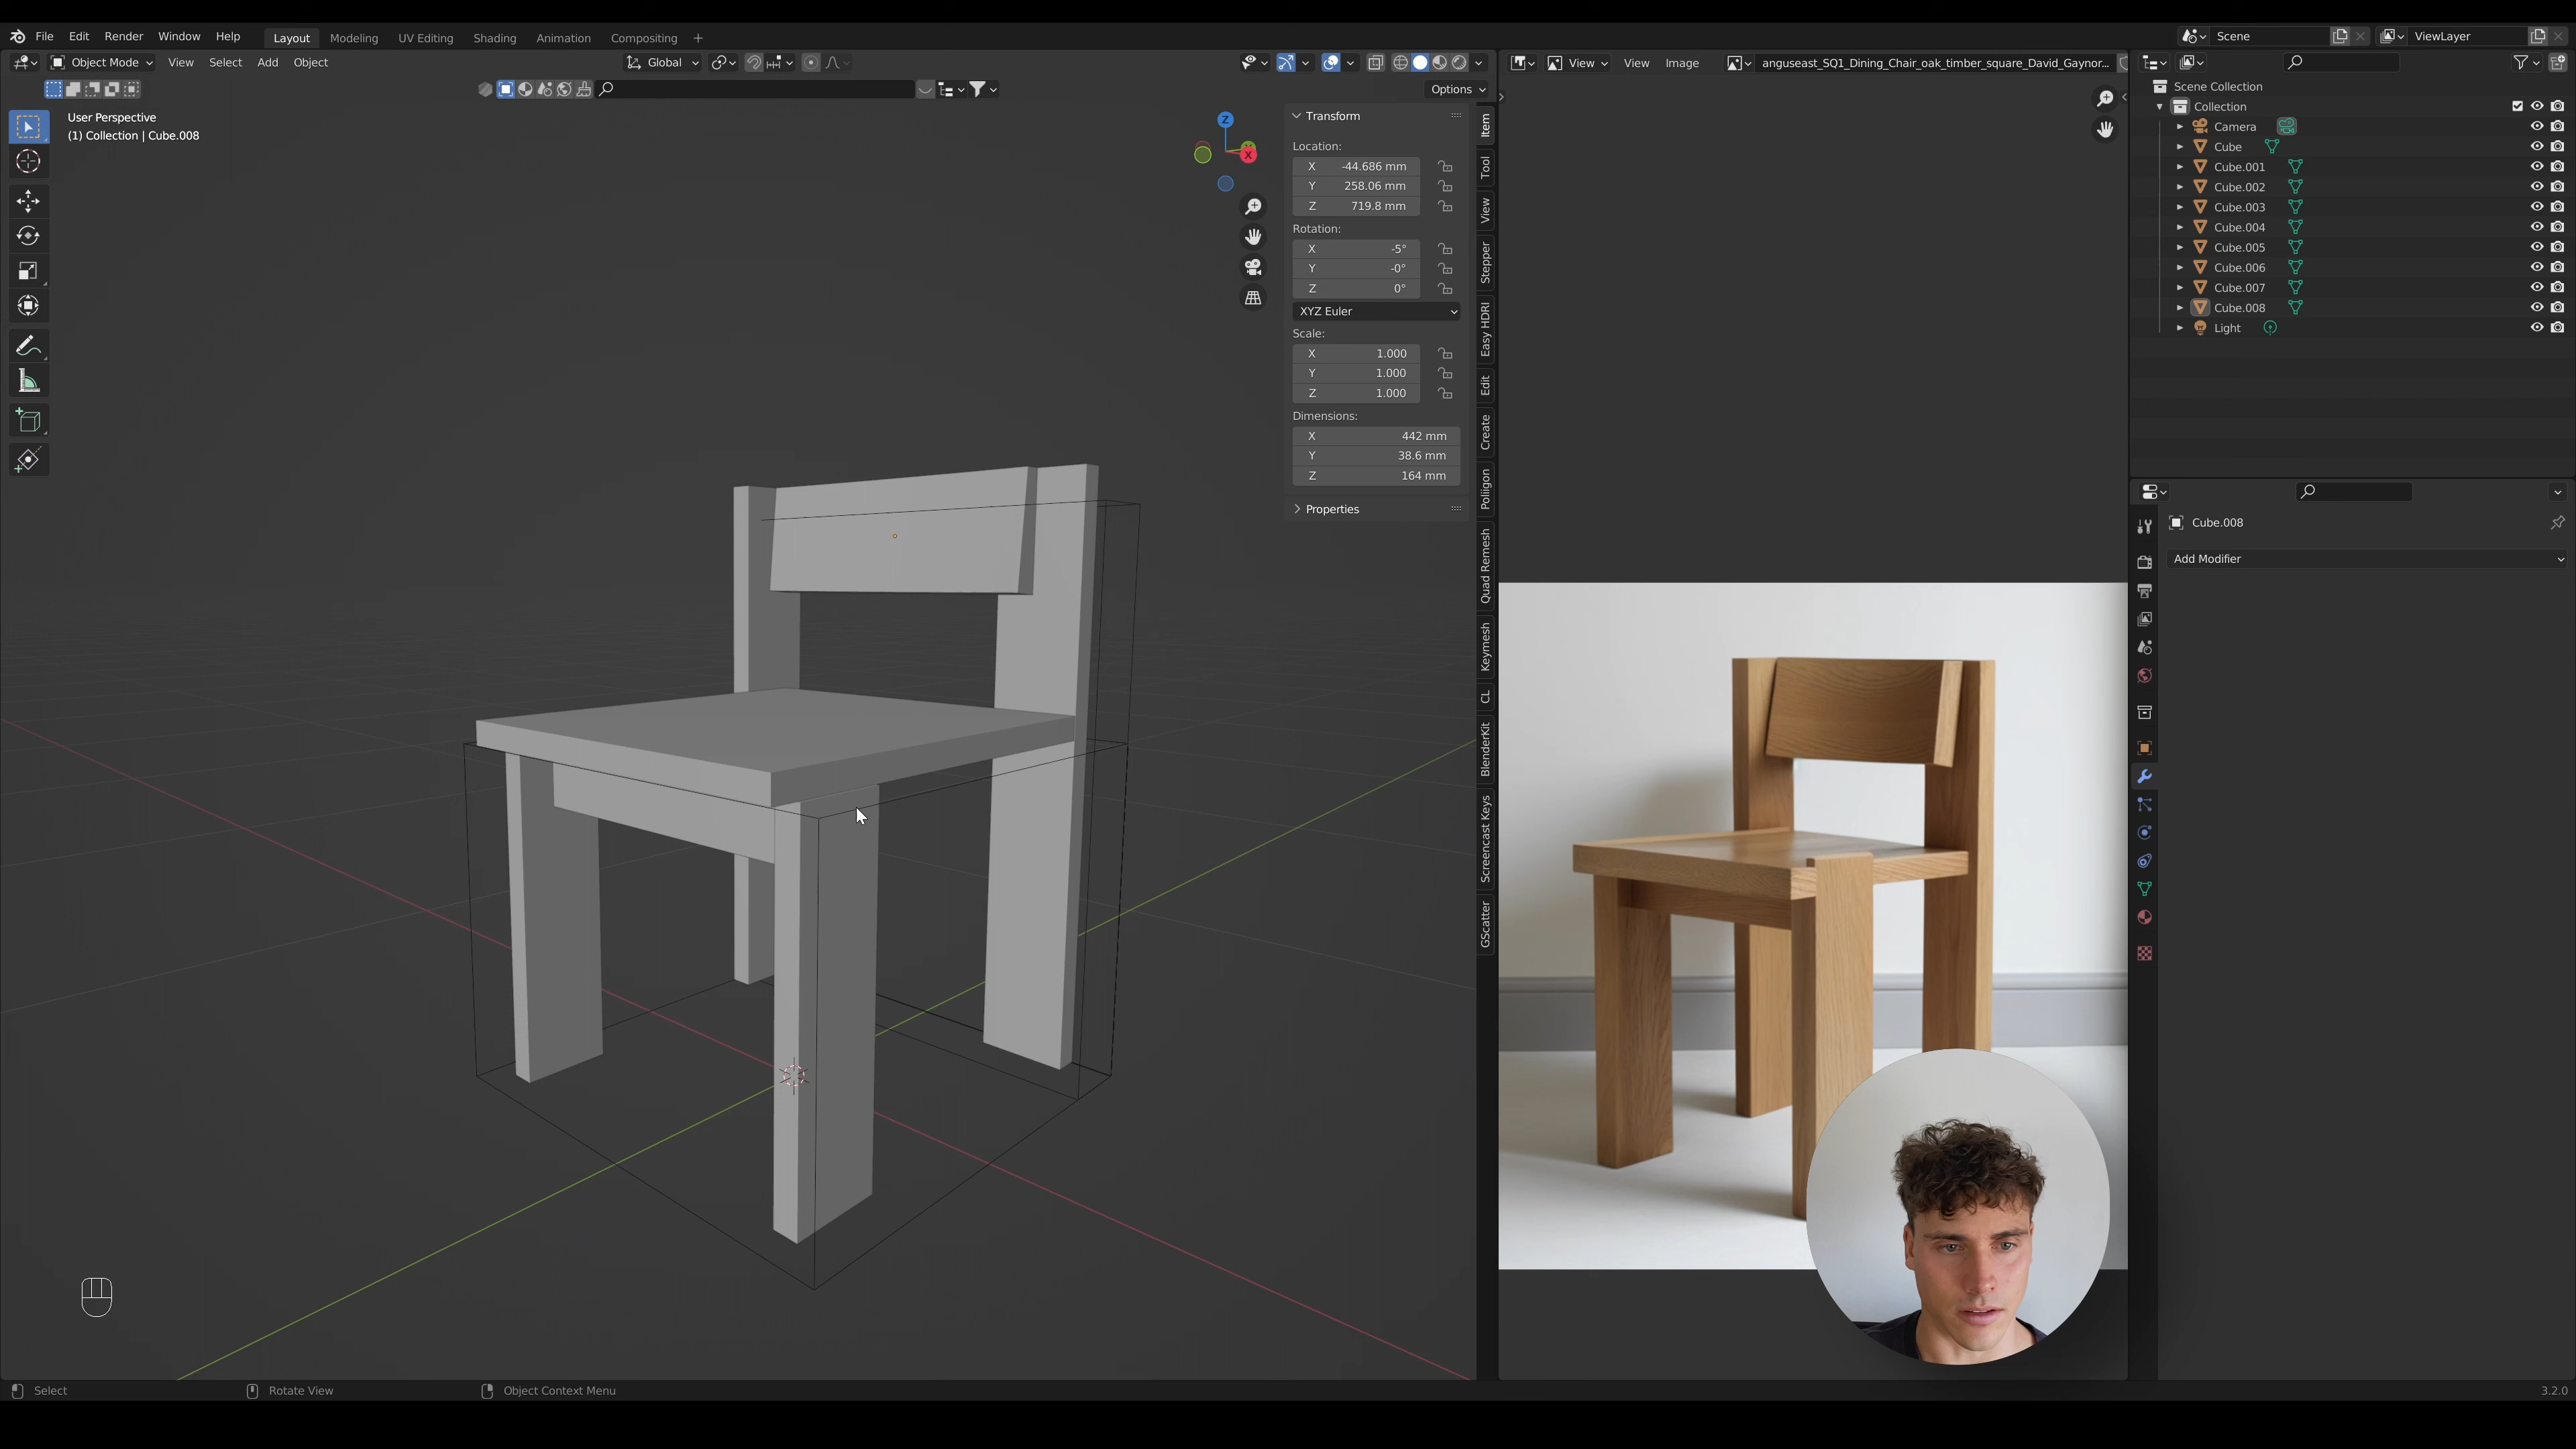 File Edit Render Window Help Layout Modeling UV Editing Shading Animation Compositing +
Scene ViewLayer
Object Mode View Select Add Object Global
View View Image anguseast_SQ1_Dining_Chair_oak_timber_square_David_Gaynor...
Options
User Perspective
(1) Collection | Cube.008
Z
X
Transform
Location:
X -44.686 mm
Y 258.06 mm
Z 719.8 mm
Rotation:
X -5°
Y -0°
Z 0°
XYZ Euler
Scale:
X 1.000
Y 1.000
Z 1.000
Dimensions:
X 442 mm
Y 38.6 mm
Z 164 mm
Properties
Item
Tool
View
Stepper
Easy HDRI
Edit
Create
Poliigon
Quad Remesh
Keymesh
CL
BlenderKit
Screencast Keys
GScatter
Scene Collection
Collection
Camera
Cube
Cube.001
Cube.002
Cube.003
Cube.004
Cube.005
Cube.006
Cube.007
Cube.008
Light
Cube.008
Add Modifier
Select Rotate View Object Context Menu
3.2.0